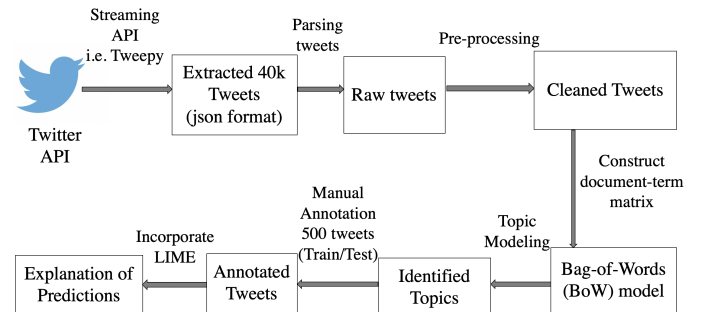 Streaming
API
i.e. Tweepy
Twitter
API
Extracted 40k
Tweets
(json format)
Parsing
tweets
Raw tweets
Pre-processing
Cleaned Tweets
Construct
document-term
matrix
Bag-of-Words
(BoW) model
Topic
Modeling
Identified
Topics
Manual
Annotation
500 tweets
(Train/Test)
Annotated
Tweets
Incorporate
LIME
Explanation of
Predictions